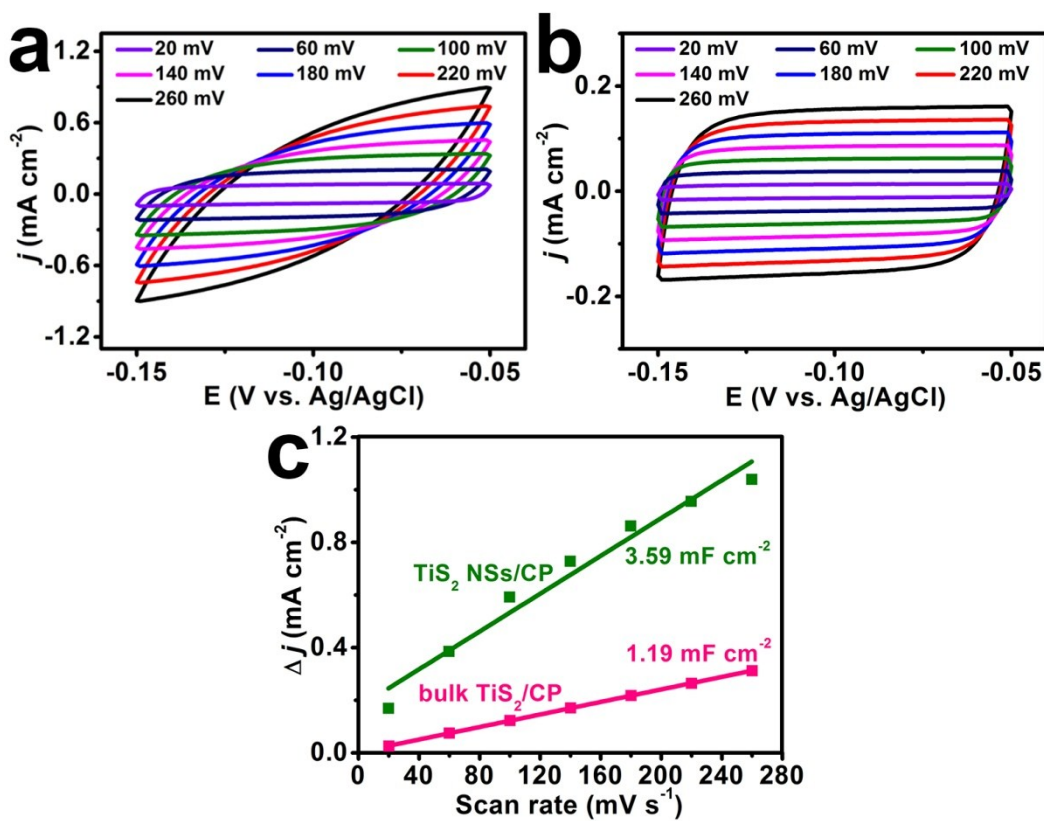 a
20 mV 60 mV 100 mV
140 mV 180 mV 220 mV
260 mV
1.2
0.6
0.0
-0.6
-1.2
j (mA cm-2)
-0.15 -0.10 -0.05
E (V vs. Ag/AgCl)
b
20 mV 60 mV 100 mV
140 mV 180 mV 220 mV
260 mV
0.2
0.0
-0.2
j (mA cm-2)
-0.15 -0.10 -0.05
E (V vs. Ag/AgCl)
c
1.2
0.8
0.4
0.0
Δ j (mA cm-2)
TiS2 NSs/CP
3.59 mF cm-2
1.19 mF cm-2
bulk TiS2/CP
0 40 80 120 160 200 240 280
Scan rate (mV s-1)